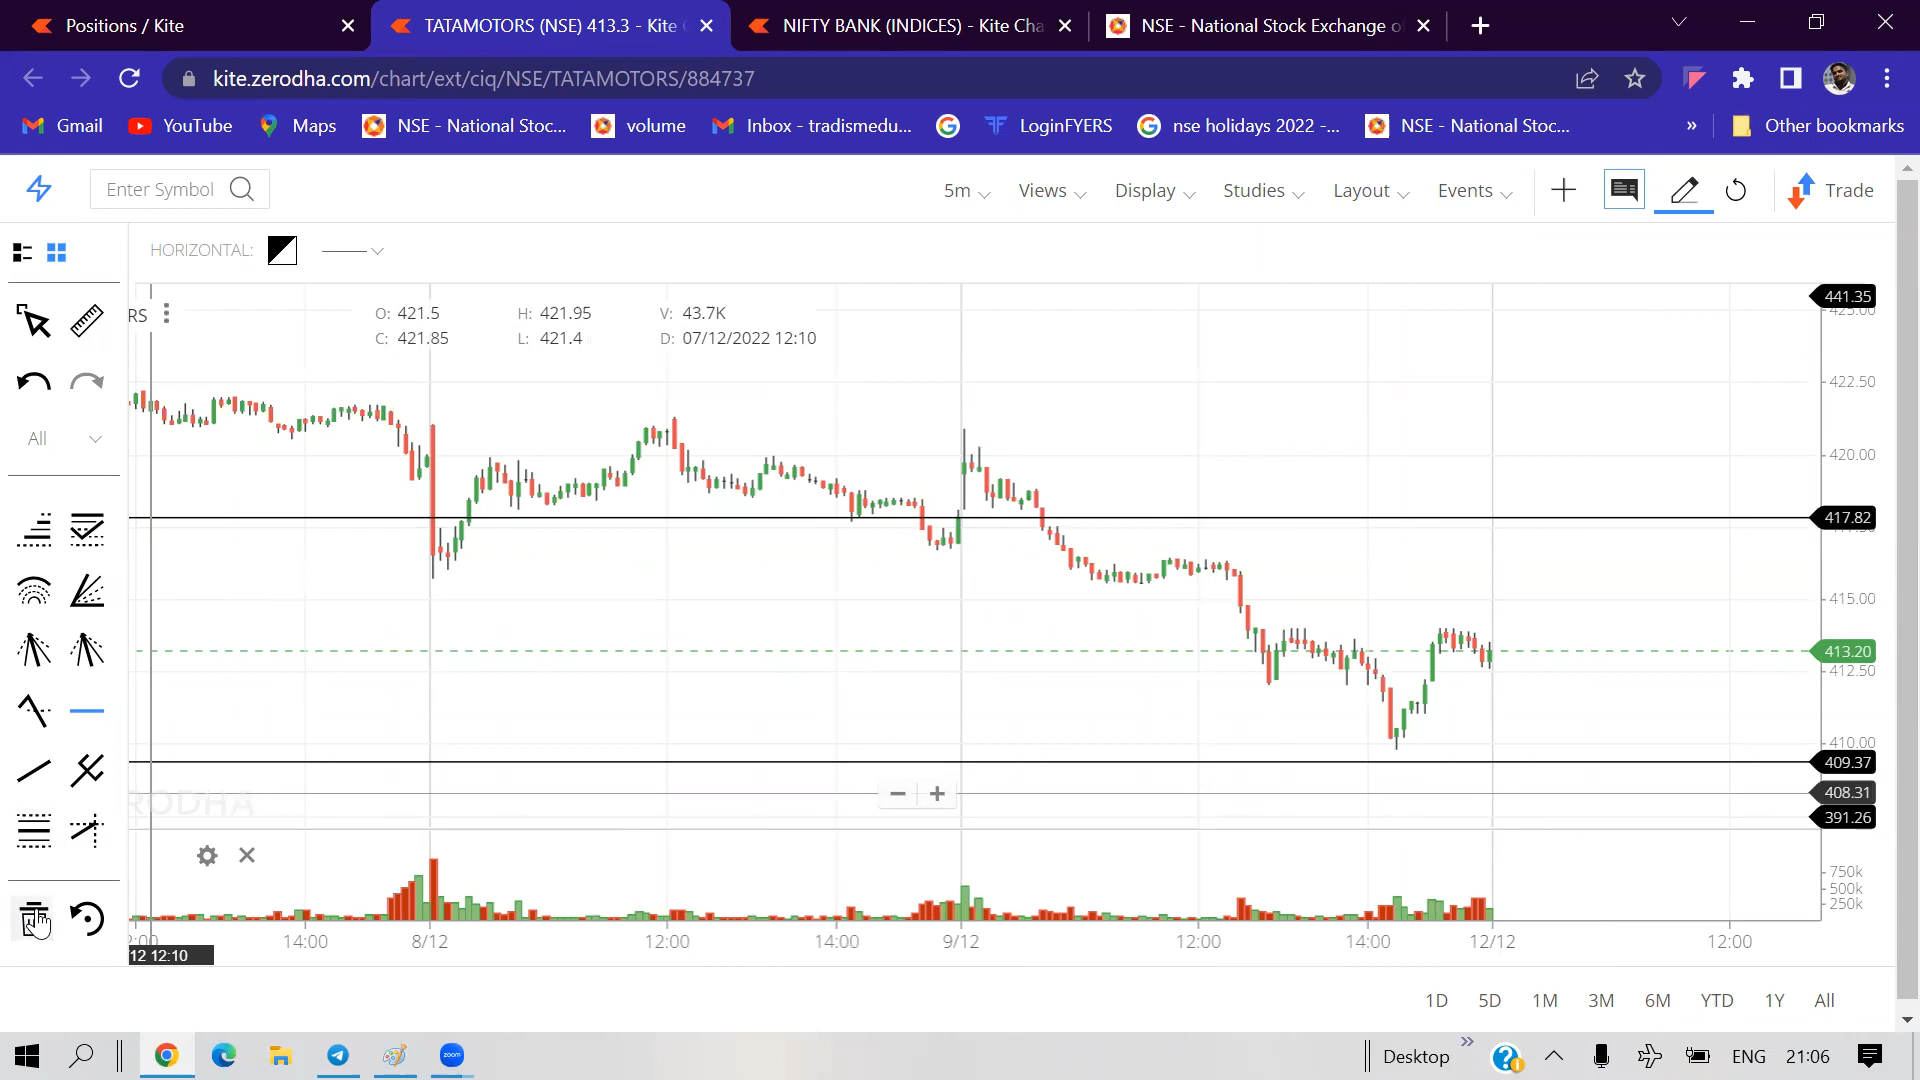 Positions / Kite
TATAMOTORS (NSE) 413.3 - Kite
NIFTY BANK (INDICES) - Kite Cha
NSE - National Stock Exchange o
kite.zerodha.com/chart/ext/ciq/NSE/TATAMOTORS/884737
Gmail YouTube Maps NSE - National Stoc... volume Inbox - tradismedu... LoginFYERS nse holidays 2022 -... NSE - National Stoc... » Other bookmarks
Enter Symbol 5m Views Display Studies Layout Events Trade
HORIZONTAL:
RS O: 421.5 H: 421.95 V: 43.7K
C: 421.85 L: 421.4 D: 07/12/2022 12:10
All
441.35
425.00
422.50
420.00
417.82
415.00
413.20
412.50
410.00
409.37
408.31
391.26
RODHA
750k
500k
250k
14:00 8/12 12:00 14:00 9/12 12:00 14:00 12/12 12:00
12 12:10
1D 5D 1M 3M 6M YTD 1Y All
zoom Desktop » ENG 21:06